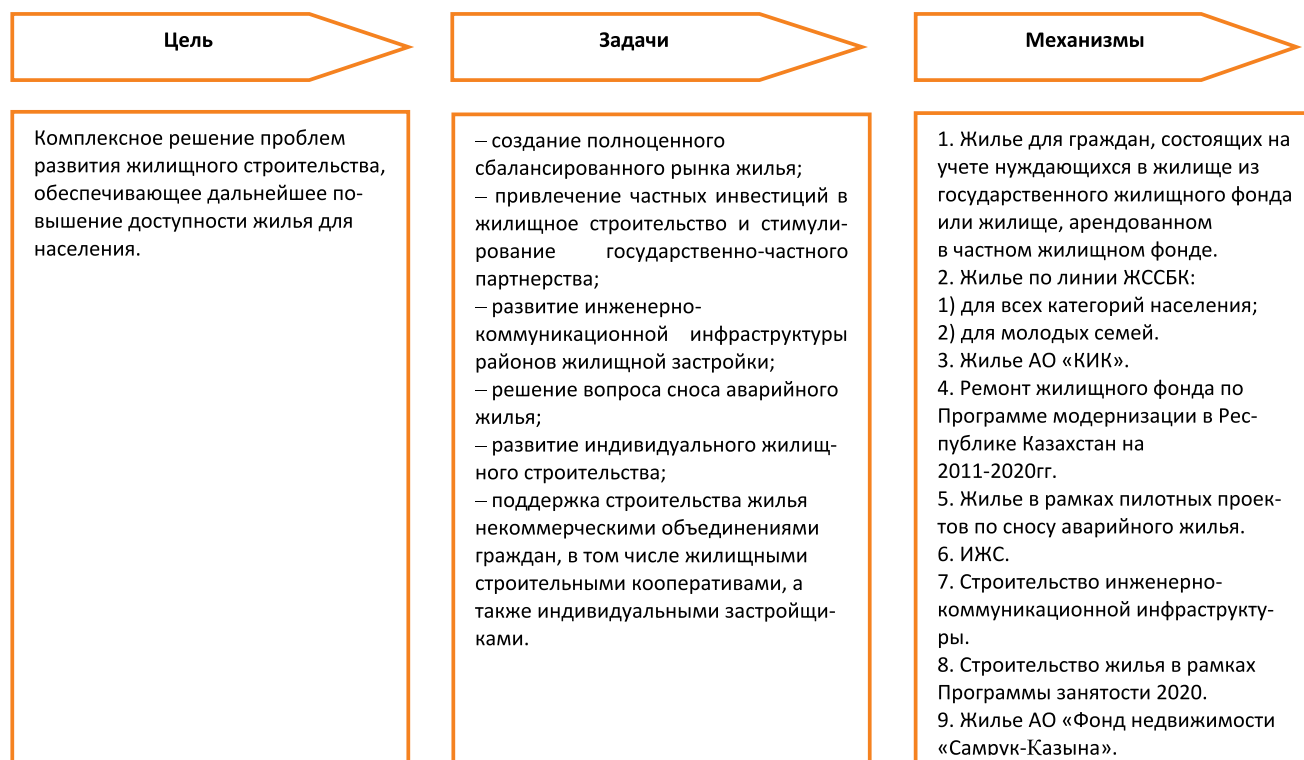 Цель
Комплексное решение проблем
развития жилищного строительства,
обеспечивающее дальнейшее по-
вышение доступности жилья для
населения.
Задачи
– создание полноценного
сбалансированного рынка жилья;
– привлечение частных инвестиций в
жилищное строительство и стимули-
рование государственно-частного
партнерства;
– развитие инженерно-
коммуникационной инфраструктуры
районов жилищной застройки;
– решение вопроса сноса аварийного
жилья;
– развитие индивидуального жилищ-
ного строительства;
– поддержка строительства жилья
некоммерческими объединениями
граждан, в том числе жилищными
строительными кооперативами, а
также индивидуальными застройщи-
ками.
Механизмы
1. Жилье для граждан, состоящих на
учете нуждающихся в жилище из
государственного жилищного фонда
или жилище, арендованном
в частном жилищном фонде.
2. Жилье по линии ЖССБК:
1) для всех категорий населения;
2) для молодых семей.
3. Жилье АО «КИК».
4. Ремонт жилищного фонда по
Программе модернизации в Рес-
публике Казахстан на
2011-2020гг.
5. Жилье в рамках пилотных проек-
тов по сносу аварийного жилья.
6. ИЖС.
7. Строительство инженерно-
коммуникационной инфраструкту-
ры.
8. Строительство жилья в рамках
Программы занятости 2020.
9. Жилье АО «Фонд недвижимости
«Самрук-Казына».